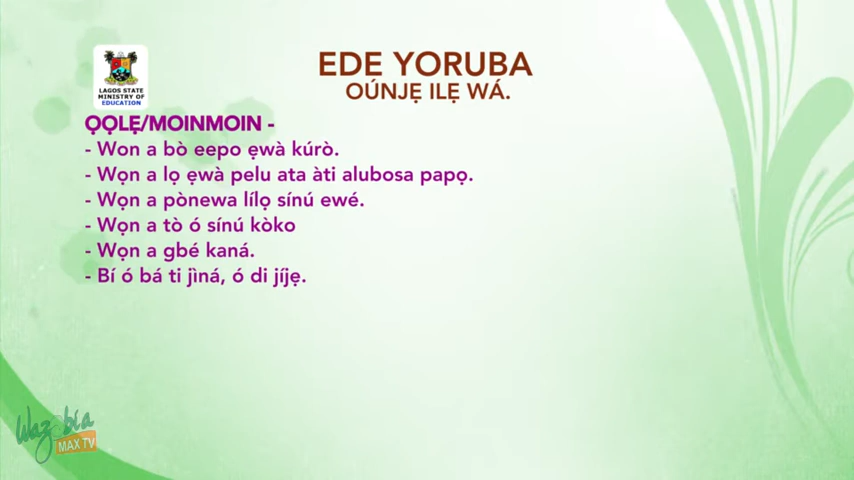 LAGOS STATE
MINISTRY OF
EDUCATION
EDE YORUBA
OÚNJẸ ILẸ WÁ.
ỌỌLẸ/MOINMOIN -
- Won a bò eepo ẹwà kúrò.
- Wọn a lọ ẹwà pelu ata àti alubosa papọ.
- Wọn a pònewa lílọ sínú ewé.
- Wọn a tò ó sínú kòko
- Wọn a gbé kaná.
- Bí ó bá ti jìná, ó di jíjẹ.
Wazobia
MAX TV